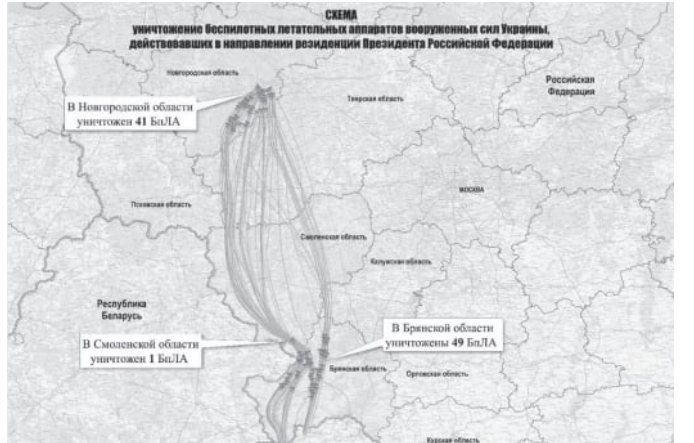 СХЕМА
уничтожение беспилотных летательных аппаратов вооруженных сил Украины,
действовавших в направлении резиденции Президента Российской Федерации
Новгородская область
Российская
Федерация
В Новгородской области
уничтожен 41 БпЛА
Тверская область
МОСКВА
Псковская область
Смоленская область
Калужская область
Республика
Беларусь
В Смоленской области
уничтожен 1 БпЛА
В Брянской области
уничтожены 49 БпЛА
Брянская область
Орловская область
Курская область